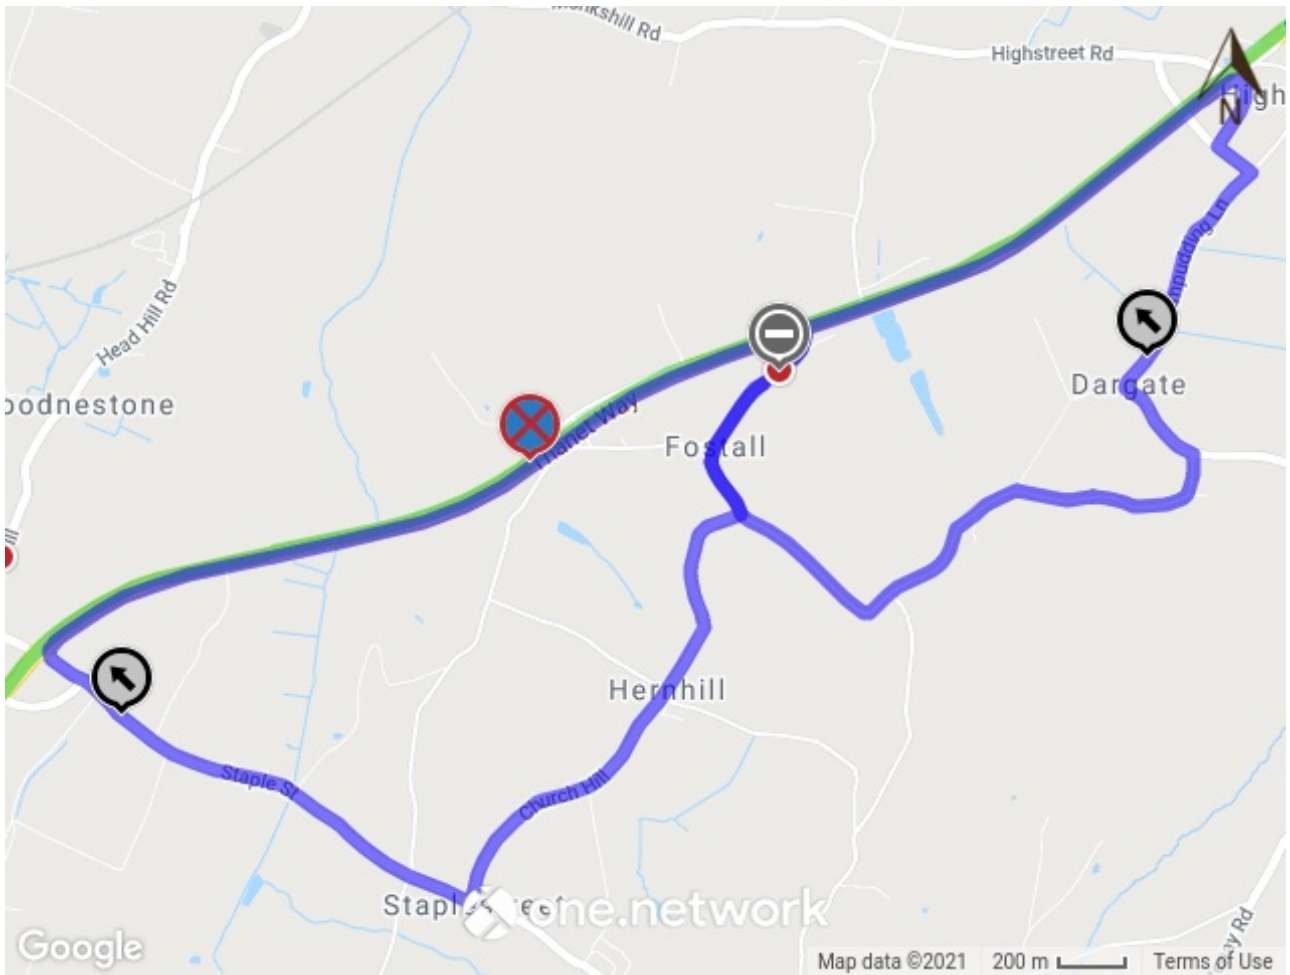 Highstreet Rd
N
Head Hill Rd
Dargate
Thanet Way
Fostall
Hernhill
Staple St
Church Hill
one.network
Google
Map data ©2021
200 m
Terms of Use